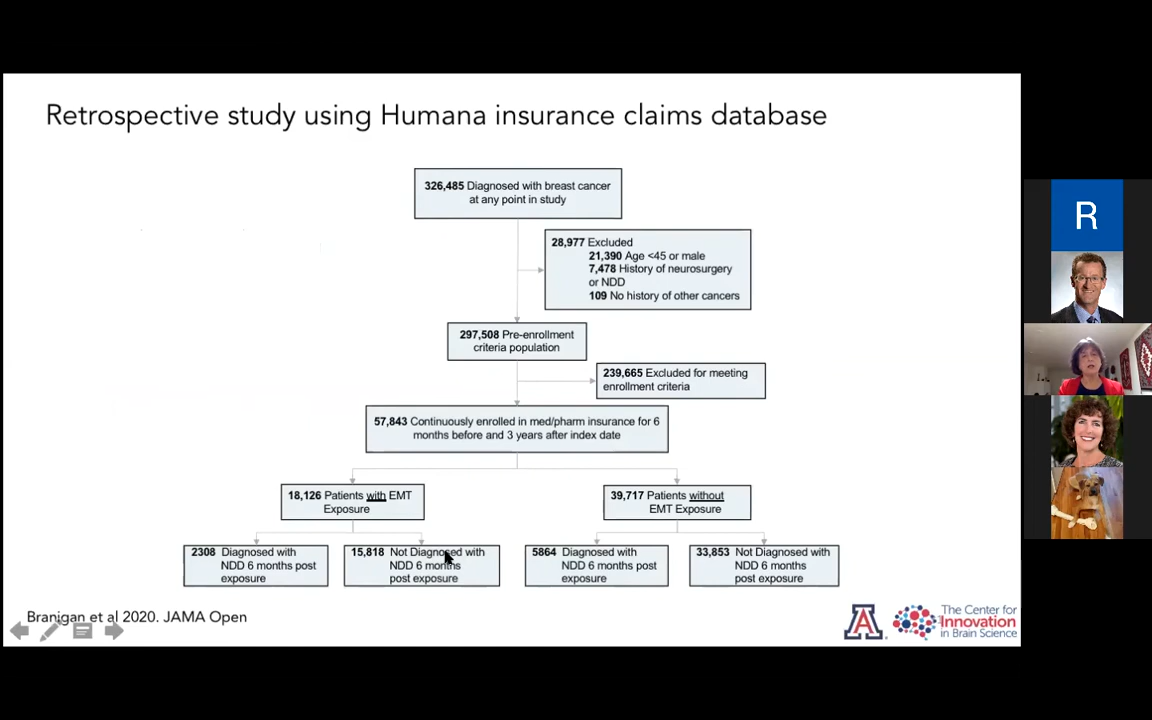 Retrospective study using Humana insurance claims database
326,485 Diagnosed with breast cancer
at any point in study
28,977 Excluded
21,390 Age <45 or male
7,478 History of neurosurgery
or NDD
109 No history of other cancers
297,508 Pre-enrollment
criteria population
239,665 Excluded for meeting
enrollment criteria
57,843 Continuously enrolled in med/pharm insurance for 6
months before and 3 years after index date
18,126 Patients with EMT
Exposure
39,717 Patients without
EMT Exposure
2308 Diagnosed with
NDD 6 months post
exposure
15,818 Not Diagnosed with
NDD 6 months
post exposure
5864 Diagnosed with
NDD 6 months post
exposure
33,853 Not Diagnosed with
NDD 6 months
post exposure
Branigan et al 2020. JAMA Open
A
The Center for
Innovation
in Brain Science
R